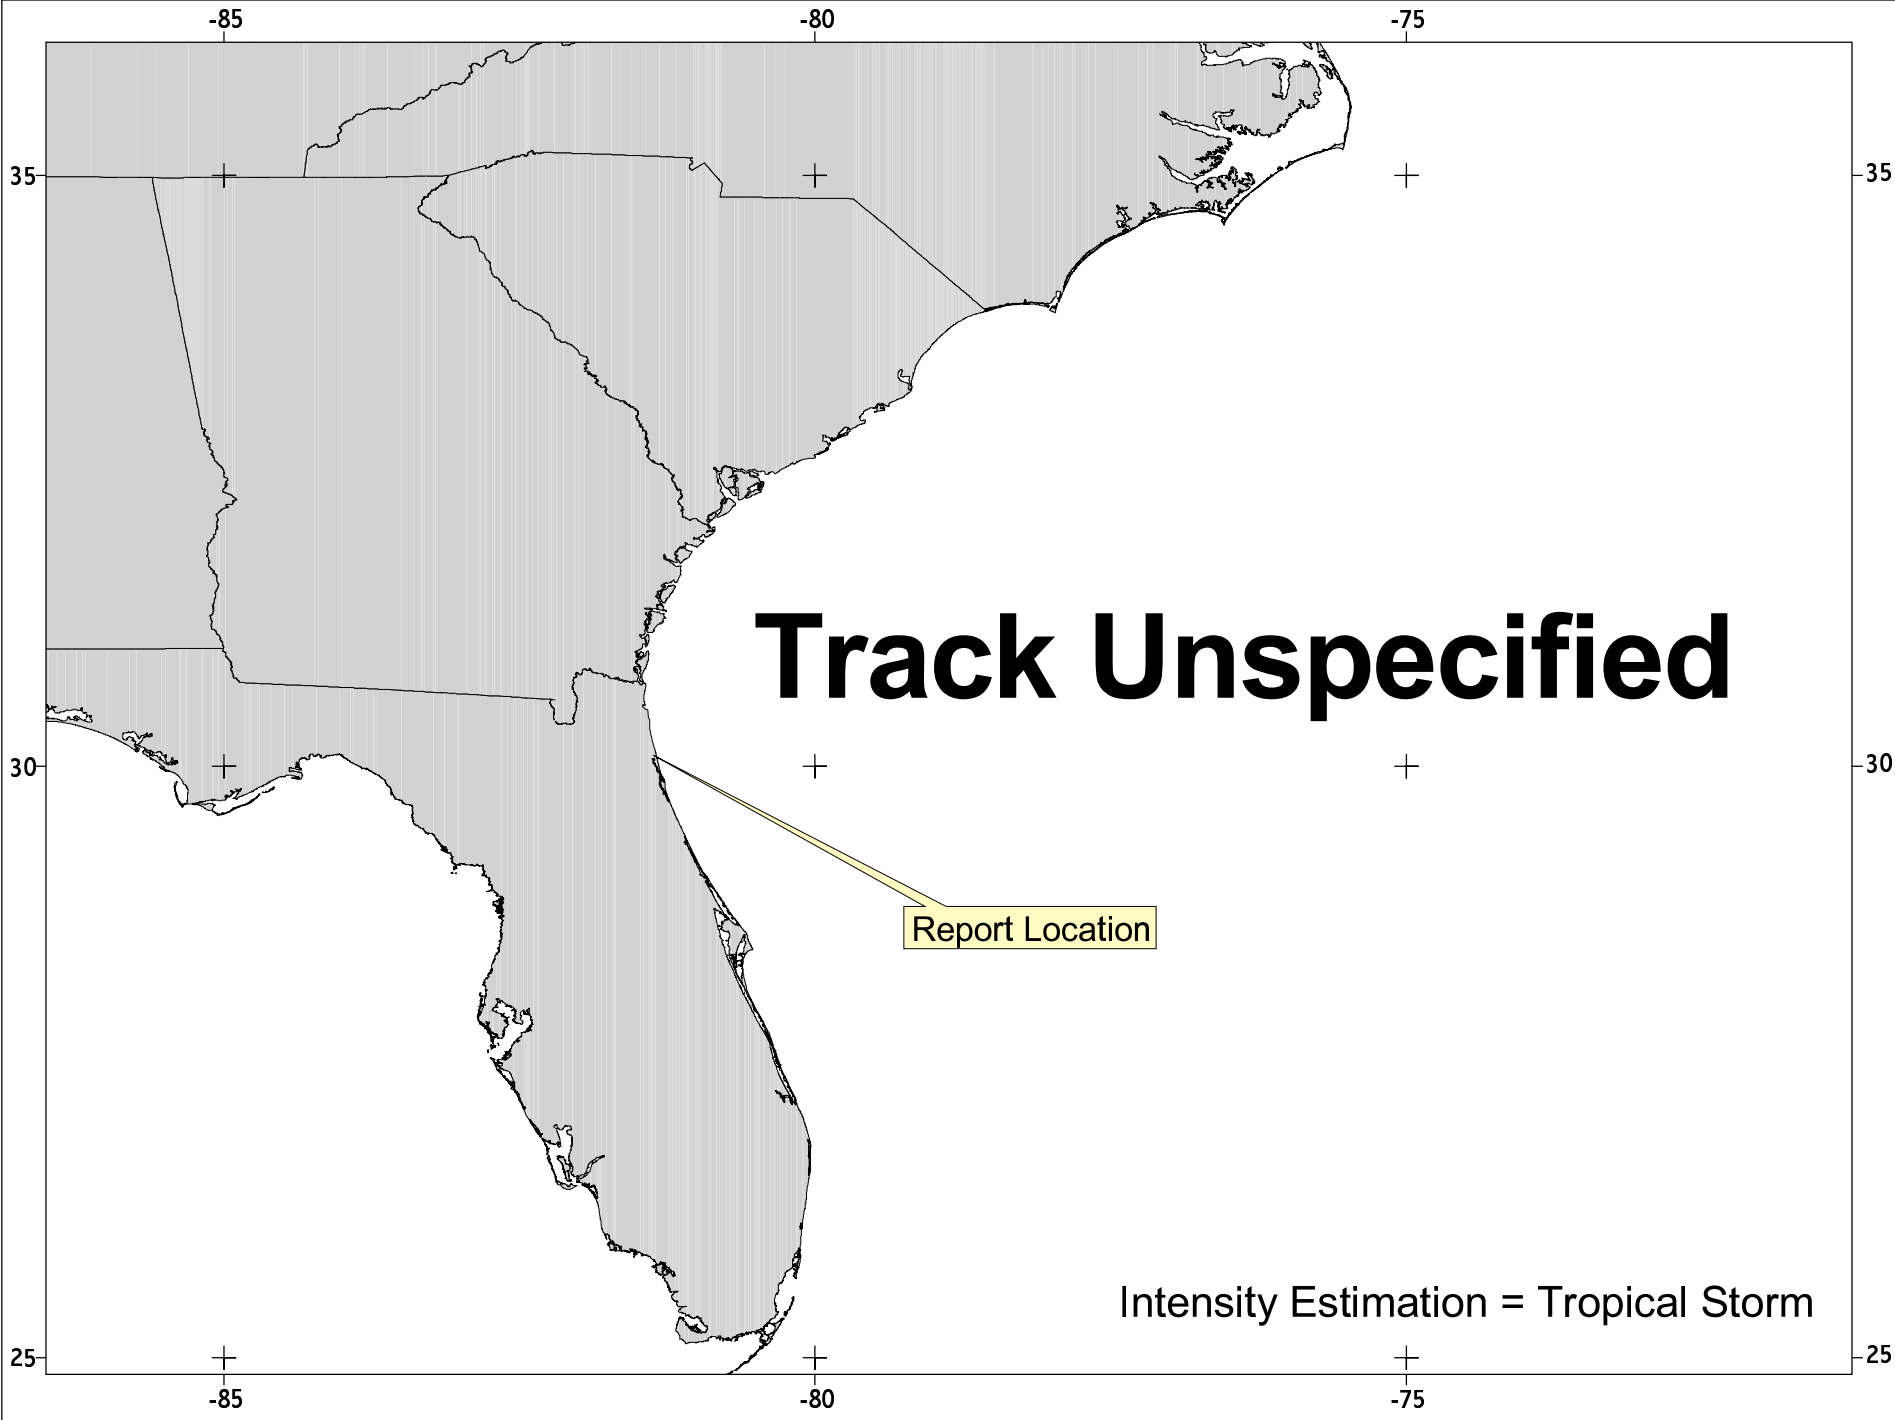 -85 -80 -75
35 35
Track Unspecified
30 30
Report Location
Intensity Estimation = Tropical Storm
25 25
-85 -80 -75